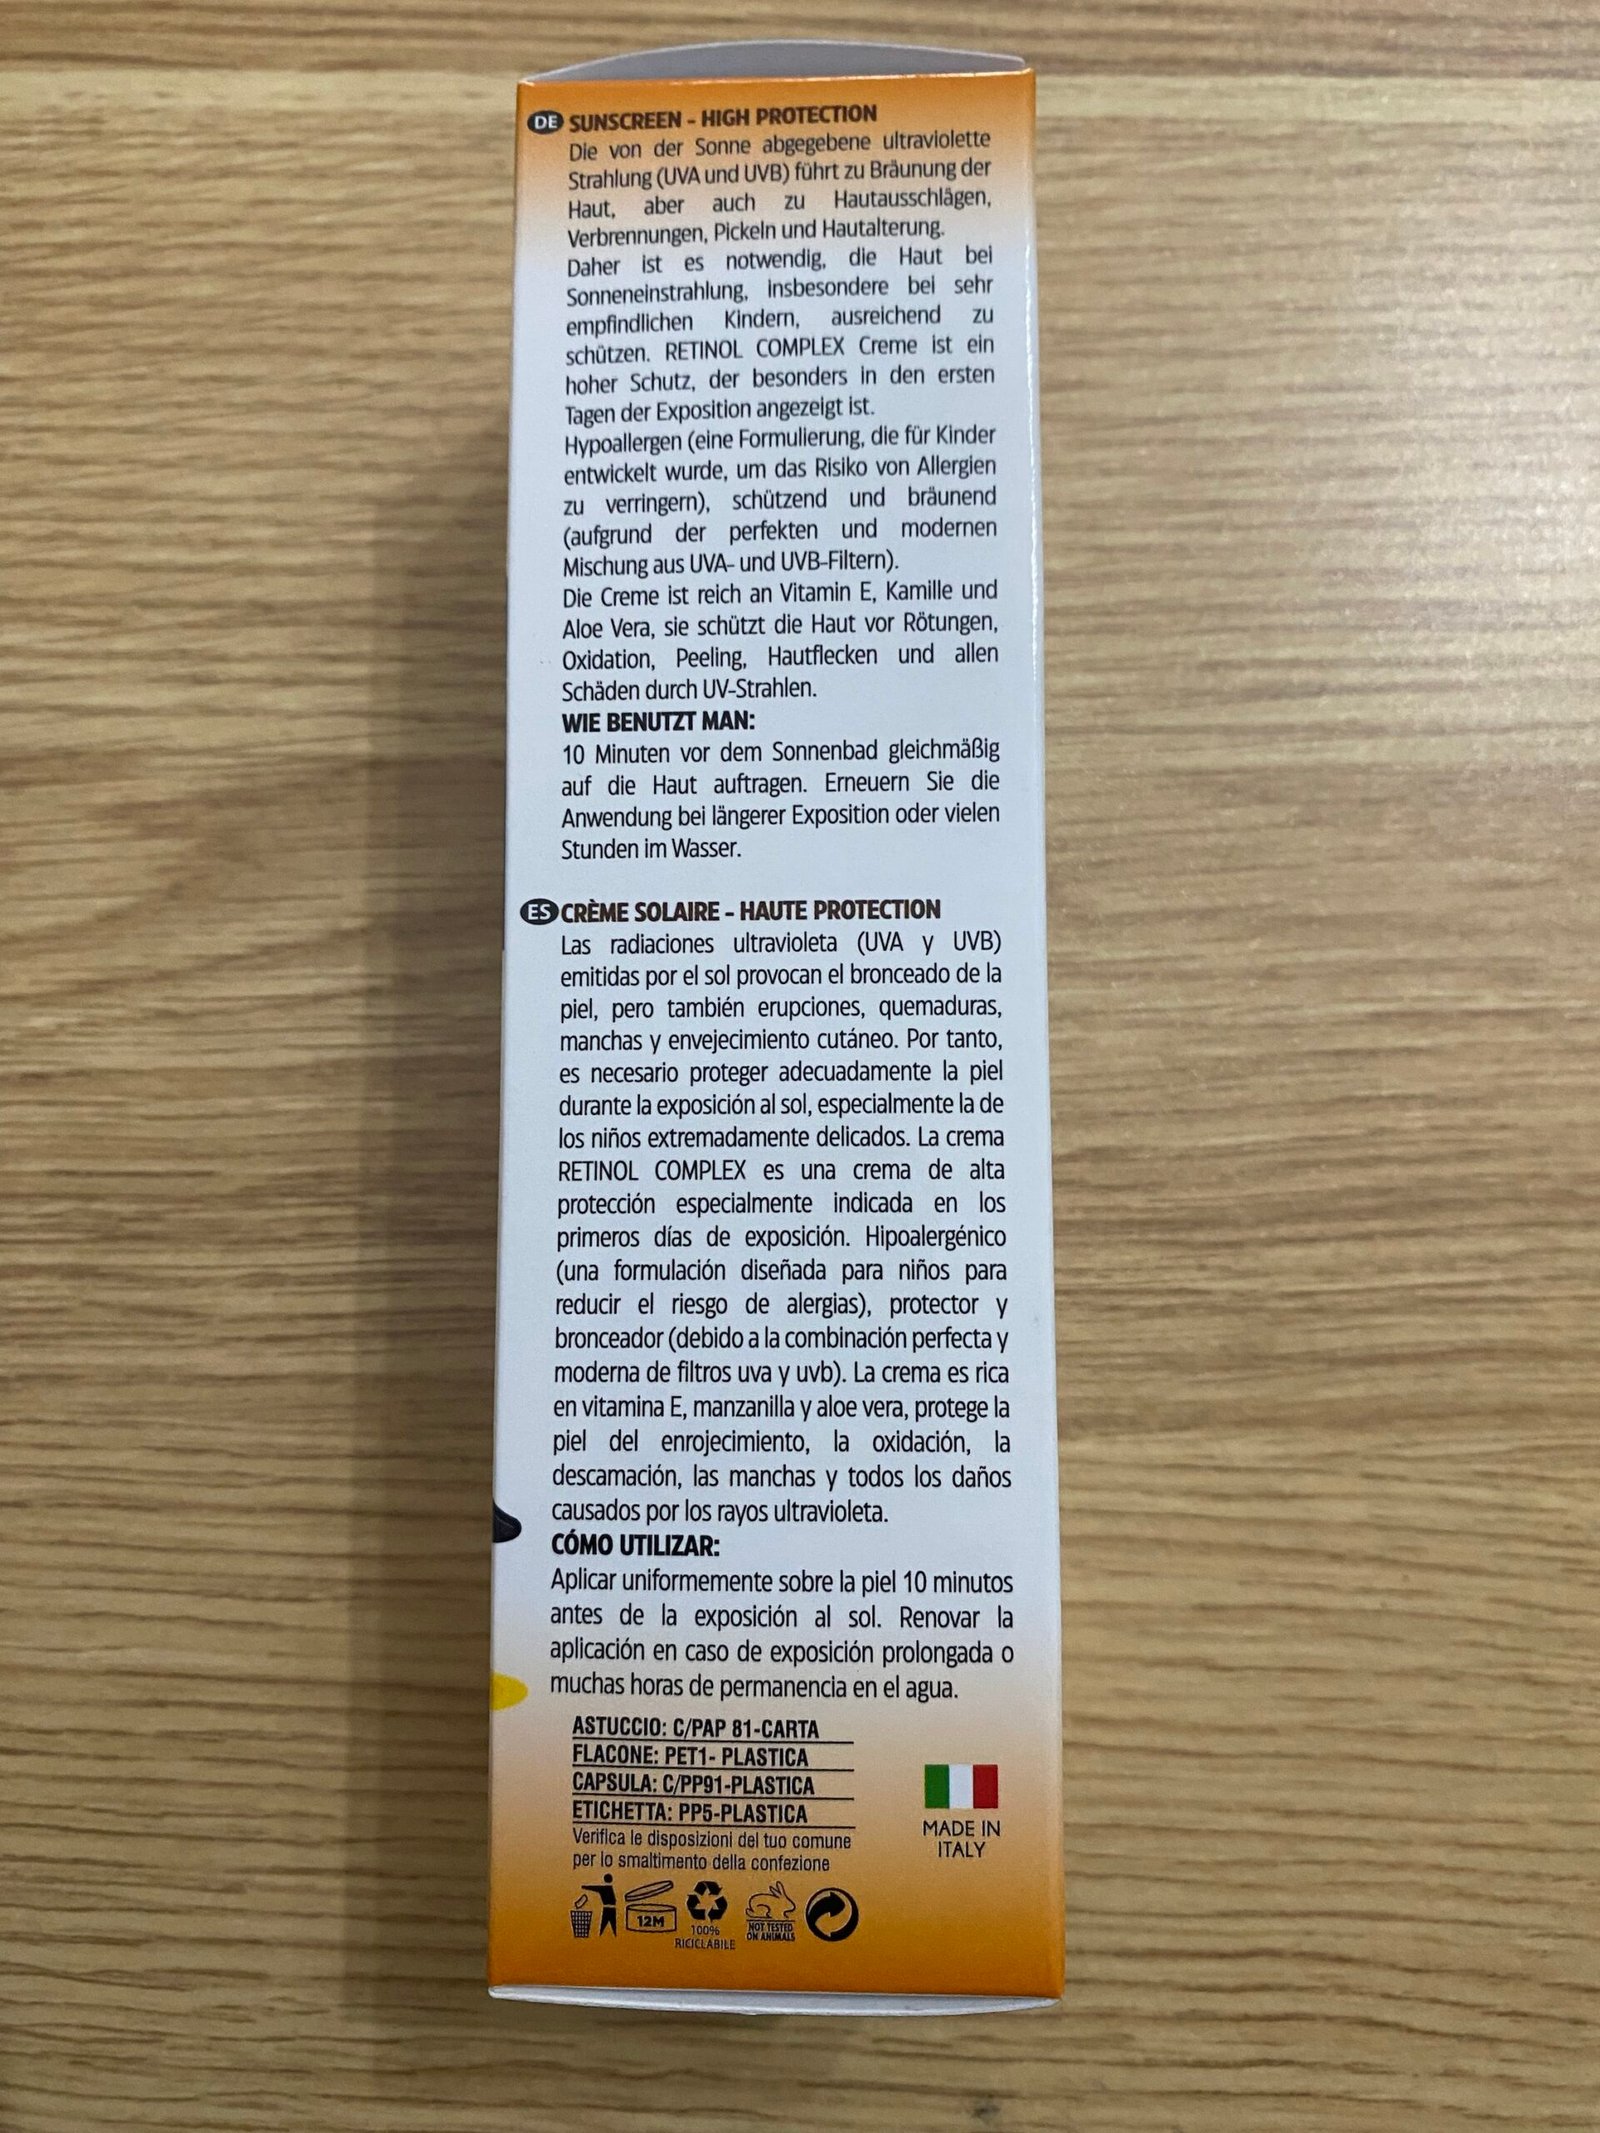 DE SUNSCREEN - HIGH PROTECTION
Die von der Sonne abgegebene ultraviolette
Strahlung (UVA und UVB) führt zu Bräunung der
Haut, aber auch zu Hautausschlägen,
Verbrennungen, Pickeln und Hautalterung.
Daher ist es notwendig, die Haut bei
Sonneneinstrahlung, insbesondere bei sehr
empfindlichen Kindern, ausreichend zu
schützen. RETINOL COMPLEX Creme ist ein
hoher Schutz, der besonders in den ersten
Tagen der Exposition angezeigt ist.
Hypoallergen (eine Formulierung, die für Kinder
entwickelt wurde, um das Risiko von Allergien
zu verringern), schützend und bräunend
(aufgrund der perfekten und modernen
Mischung aus UVA- und UVB-Filtern).
Die Creme ist reich an Vitamin E, Kamille und
Aloe Vera, sie schützt die Haut vor Rötungen,
Oxidation, Peeling, Hautflecken und allen
Schäden durch UV-Strahlen.
WIE BENUTZT MAN:
10 Minuten vor dem Sonnenbad gleichmäßig
auf die Haut auftragen. Erneuern Sie die
Anwendung bei längerer Exposition oder vielen
Stunden im Wasser.
ES CRÈME SOLAIRE - HAUTE PROTECTION
Las radiaciones ultravioleta (UVA y UVB)
emitidas por el sol provocan el bronceado de la
piel, pero también erupciones, quemaduras,
manchas y envejecimiento cutáneo. Por tanto,
es necesario proteger adecuadamente la piel
durante la exposición al sol, especialmente la de
los niños extremadamente delicados. La crema
RETINOL COMPLEX es una crema de alta
protección especialmente indicada en los
primeros días de exposición. Hipoalergénico
(una formulación diseñada para niños para
reducir el riesgo de alergias), protector y
bronceador (debido a la combinación perfecta y
moderna de filtros uva y uvb). La crema es rica
en vitamina E, manzanilla y aloe vera, protege la
piel del enrojecimiento, la oxidación, la
descamación, las manchas y todos los daños
causados por los rayos ultravioleta.
CÓMO UTILIZAR:
Aplicar uniformemente sobre la piel 10 minutos
antes de la exposición al sol. Renovar la
aplicación en caso de exposición prolongada o
muchas horas de permanencia en el agua.
ASTUCCIO: C/PAP 81-CARTA
FLACONE: PET1- PLASTICA
CAPSULA: C/PP91-PLASTICA
ETICHETTA: PP5-PLASTICA
Verifica le disposizioni del tuo comune
per lo smaltimento della confezione
MADE IN
ITALY
12M
100%
RICICLABILE
NOT TESTED
ON ANIMALS